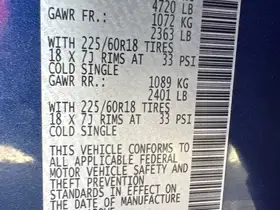 4720 LB
GAWR FR.: 1072 KG
2363 LB
WITH 225/60R18 TIRES
18 X 7J RIMS AT 33 PSI
COLD SINGLE
GAWR RR.: 1089 KG
2401 LB
WITH 225/60R18 TIRES
18 X 7J RIMS AT 33 PSI
COLD SINGLE
THIS VEHICLE CONFORMS TO
ALL APPLICABLE FEDERAL
MOTOR VEHICLE SAFETY AND
THEFT PREVENTION
STANDARDS IN EFFECT ON
THE DATE OF MANUFACTURE